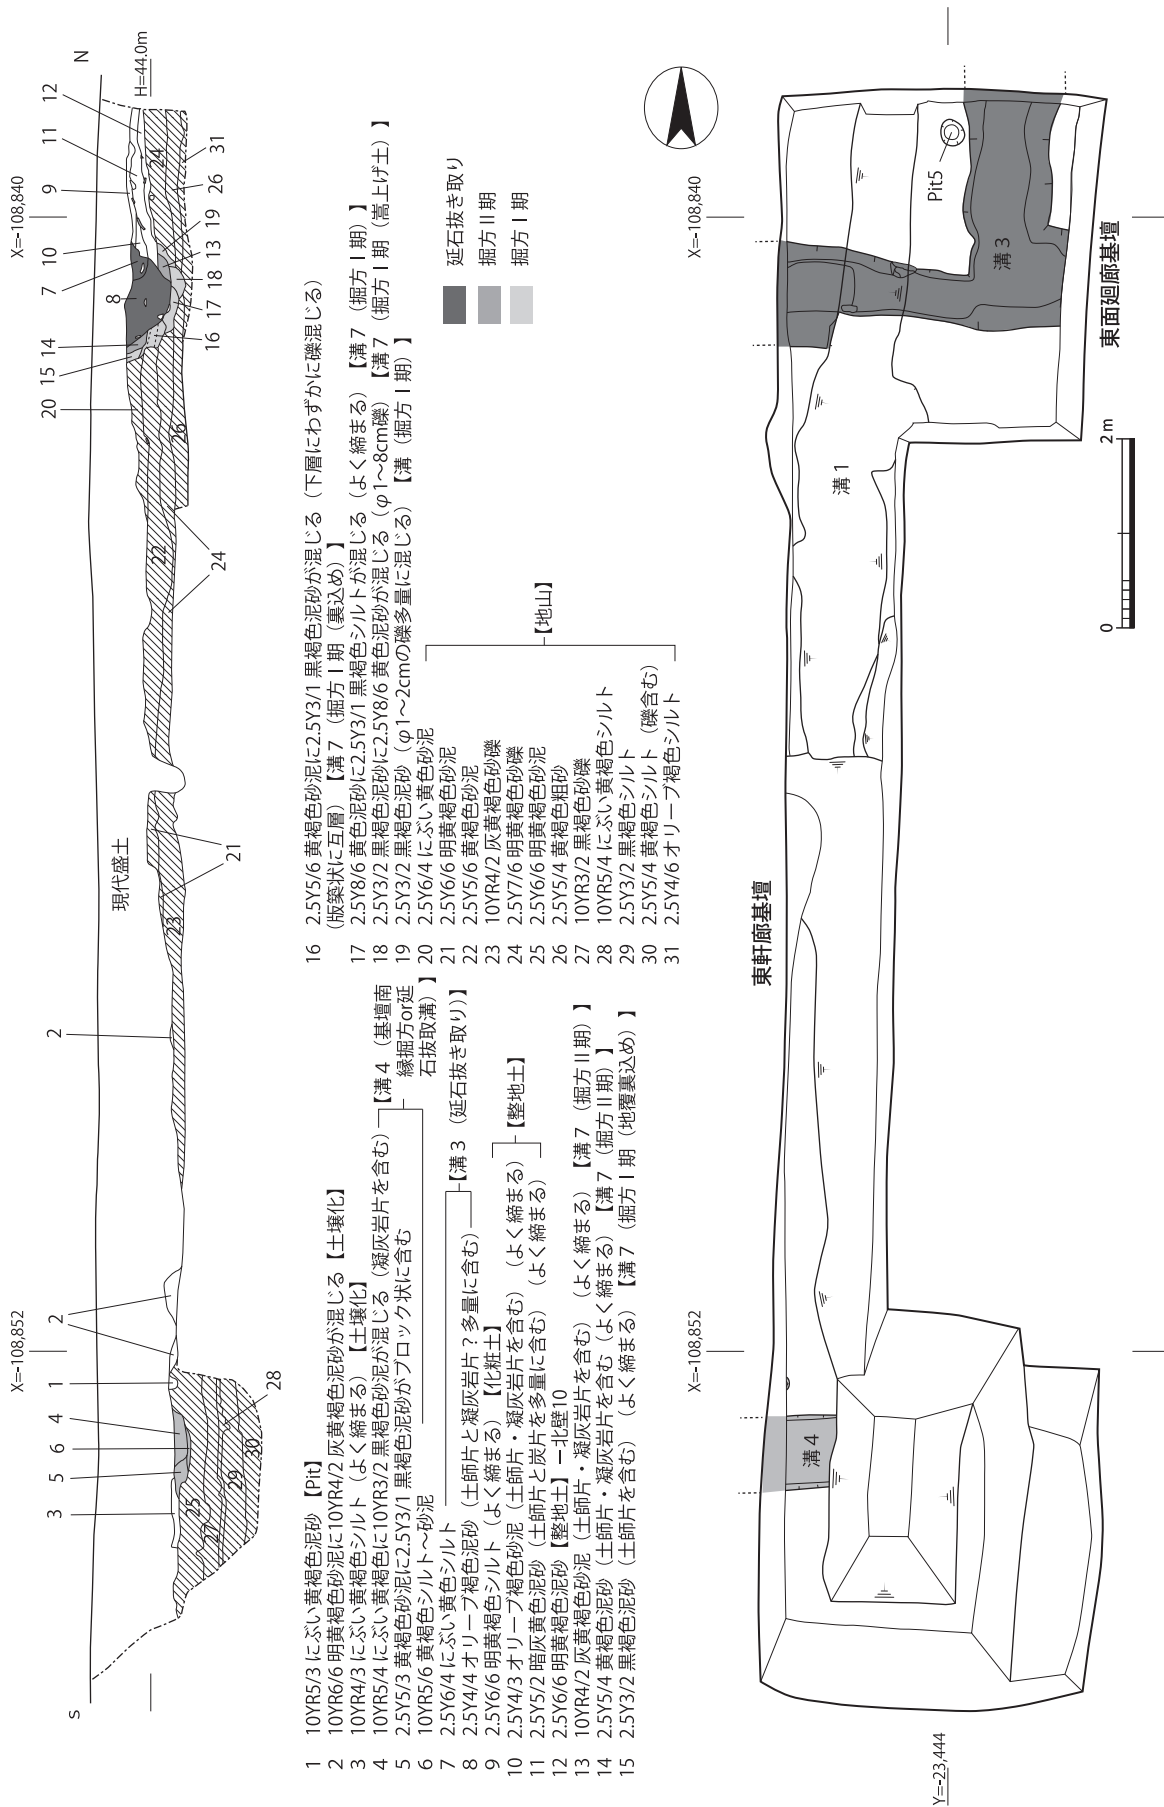 S
N
H=44.0m
X=-108,852
X=-108,840
3
5
6
4
1
2
2
20
15
14
8
7
10
9
11
12
現代盛土
25
27
29
30
28
23
21
22
24
26
16
17
18
13
19
26
31
24
1 10YR5/3 にぶい黄褐色泥砂【Pit】
2 10YR6/6 明黄褐色砂泥に10YR4/2 灰黄褐色泥砂が混じる【土壌化】
3 10YR4/3 にぶい黄褐色シルト（よく締まる）【土壌化】
4 10YR5/4 にぶい黄褐色に10YR3/2 黒褐色砂泥が混じる（凝灰岩片を含む）
5 2.5Y5/3 黄褐色砂泥に2.5Y3/1 黒褐色泥砂がブロック状に含む
6 10YR5/6 黄褐色シルト〜砂泥
【溝４（基壇南
縁掘方or延
石抜取溝）】
7 2.5Y6/4 にぶい黄色シルト
8 2.5Y4/4 オリーブ褐色泥砂（土師片と凝灰岩片？多量に含む）
【溝３（延石抜き取り）】
9 2.5Y6/6 明黄褐色シルト（よく締まる）【化粧土】
10 2.5Y4/3 オリーブ褐色砂泥（土師片・凝灰岩片を含む）（よく締まる）
11 2.5Y5/2 暗灰黄色泥砂（土師片と炭片を多量に含む）（よく締まる）
【整地土】
12 2.5Y6/6 明黄褐色泥砂【整地土】ー北壁10
13 10YR4/2 灰黄褐色砂泥（土師片・凝灰岩片を含む）（よく締まる）【溝７（掘方Ⅱ期）】
14 2.5Y5/4 黄褐色泥砂（土師片・凝灰岩片を含む（よく締まる）【溝７（掘方Ⅱ期）】
15 2.5Y3/2 黒褐色泥砂（土師片を含む）（よく締まる）【溝７（掘方Ⅰ期（地覆裏込め）】
16 2.5Y5/6 黄褐色砂泥に2.5Y3/1 黒褐色泥砂が混じる（下層にわずかに礫混じる）
（版築状に互層）【溝７（掘方Ⅰ期（裏込め）】
17 2.5Y8/6 黄色泥砂に2.5Y3/1 黒褐色シルトが混じる（よく締まる）【溝７（掘方Ⅰ期）】
18 2.5Y3/2 黒褐色泥砂に2.5Y8/6 黄色泥砂が混じる（φ1〜8cm礫）【溝７（掘方Ⅰ期（嵩上げ土）】
19 2.5Y3/2 黒褐色泥砂（φ1〜2cmの礫多量に混じる）【溝（掘方Ⅰ期）】
20 2.5Y6/4 にぶい黄色砂泥
21 2.5Y6/6 明黄褐色砂泥
22 2.5Y5/6 黄褐色砂泥
23 10YR4/2 灰黄褐色砂礫
24 2.5Y7/6 明黄褐色砂礫
25 2.5Y6/6 明黄褐色砂泥
26 2.5Y5/4 黄褐色粗砂
27 10YR3/2 黒褐色砂礫
28 10YR5/4 にぶい黄褐色シルト
29 2.5Y3/2 黒褐色シルト
30 2.5Y5/4 黄褐色シルト（礫含む）
31 2.5Y4/6 オリーブ褐色シルト
【地山】
延石抜き取り
掘方Ⅱ期
掘方Ⅰ期
X=-108,852
X=-108,840
Y=-23,444
東軒廊基壇
東面廻廊基壇
溝４
溝１
溝３
Pit5
0
2m